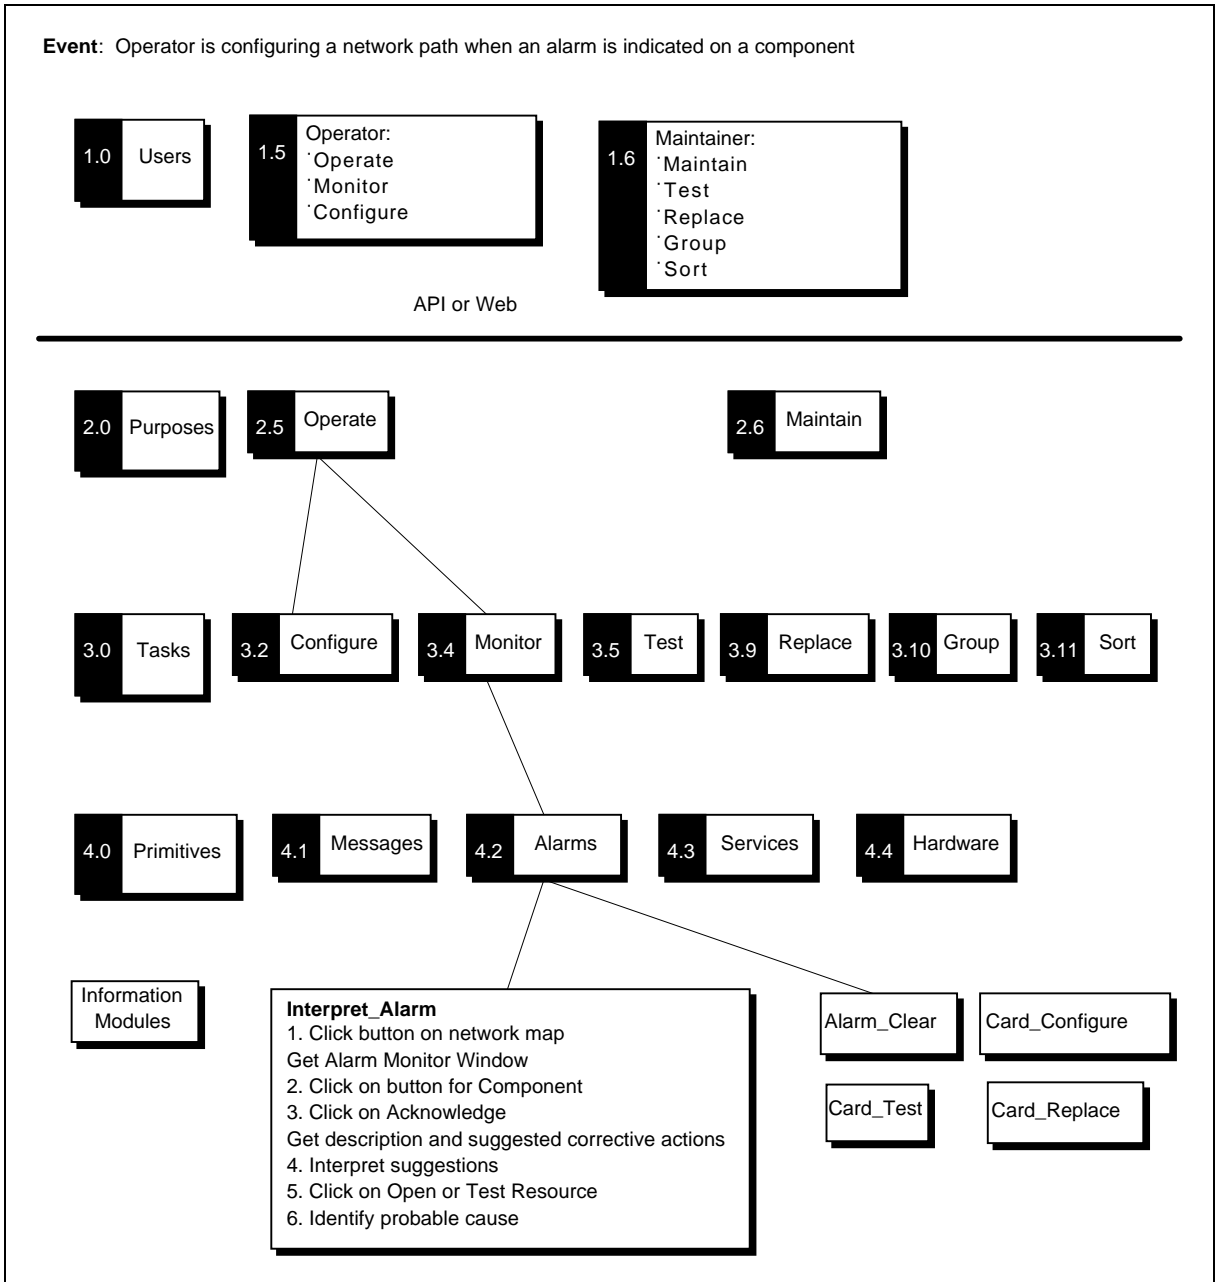 Event: Operator is configuring a network path when an alarm is indicated on a component
1.0 Users
1.5 Operator:
˙Operate
˙Monitor
˙Configure
1.6 Maintainer:
˙Maintain
˙Test
˙Replace
˙Group
˙Sort
API or Web
2.0 Purposes
2.5 Operate
2.6 Maintain
3.0 Tasks
3.2 Configure
3.4 Monitor
3.5 Test
3.9 Replace
3.10 Group
3.11 Sort
4.0 Primitives
4.1 Messages
4.2 Alarms
4.3 Services
4.4 Hardware
Information
Modules
Interpret_Alarm
1. Click button on network map
Get Alarm Monitor Window
2. Click on button for Component
3. Click on Acknowledge
Get description and suggested corrective actions
4. Interpret suggestions
5. Click on Open or Test Resource
6. Identify probable cause
Alarm_Clear
Card_Configure
Card_Test
Card_Replace